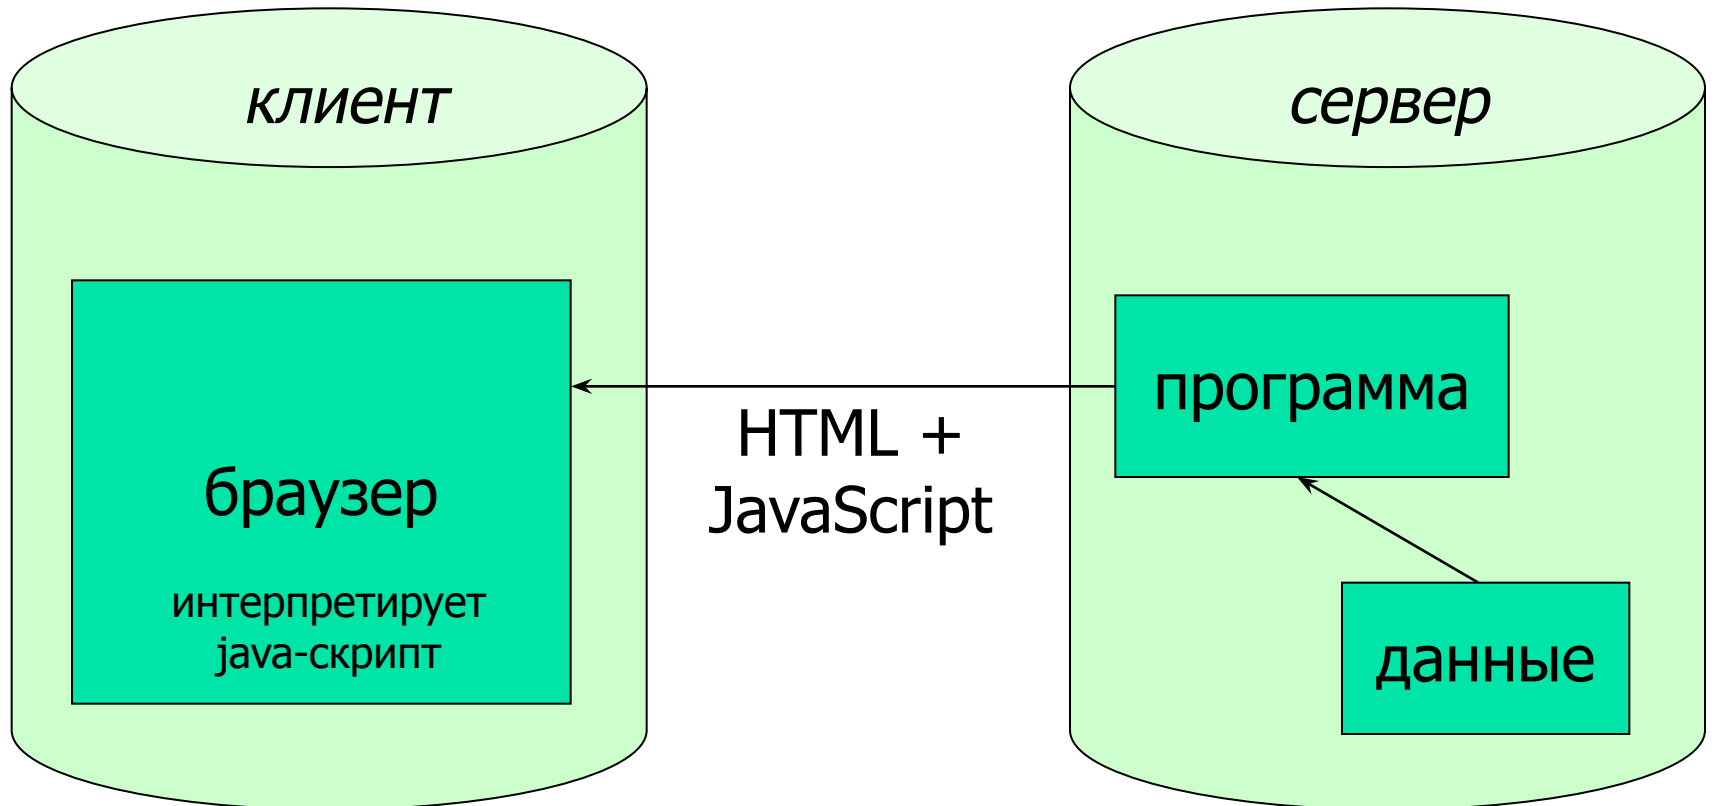 клиент
сервер
программа
HTML +
JavaScript
браузер
интерпретирует
java-скрипт
данные